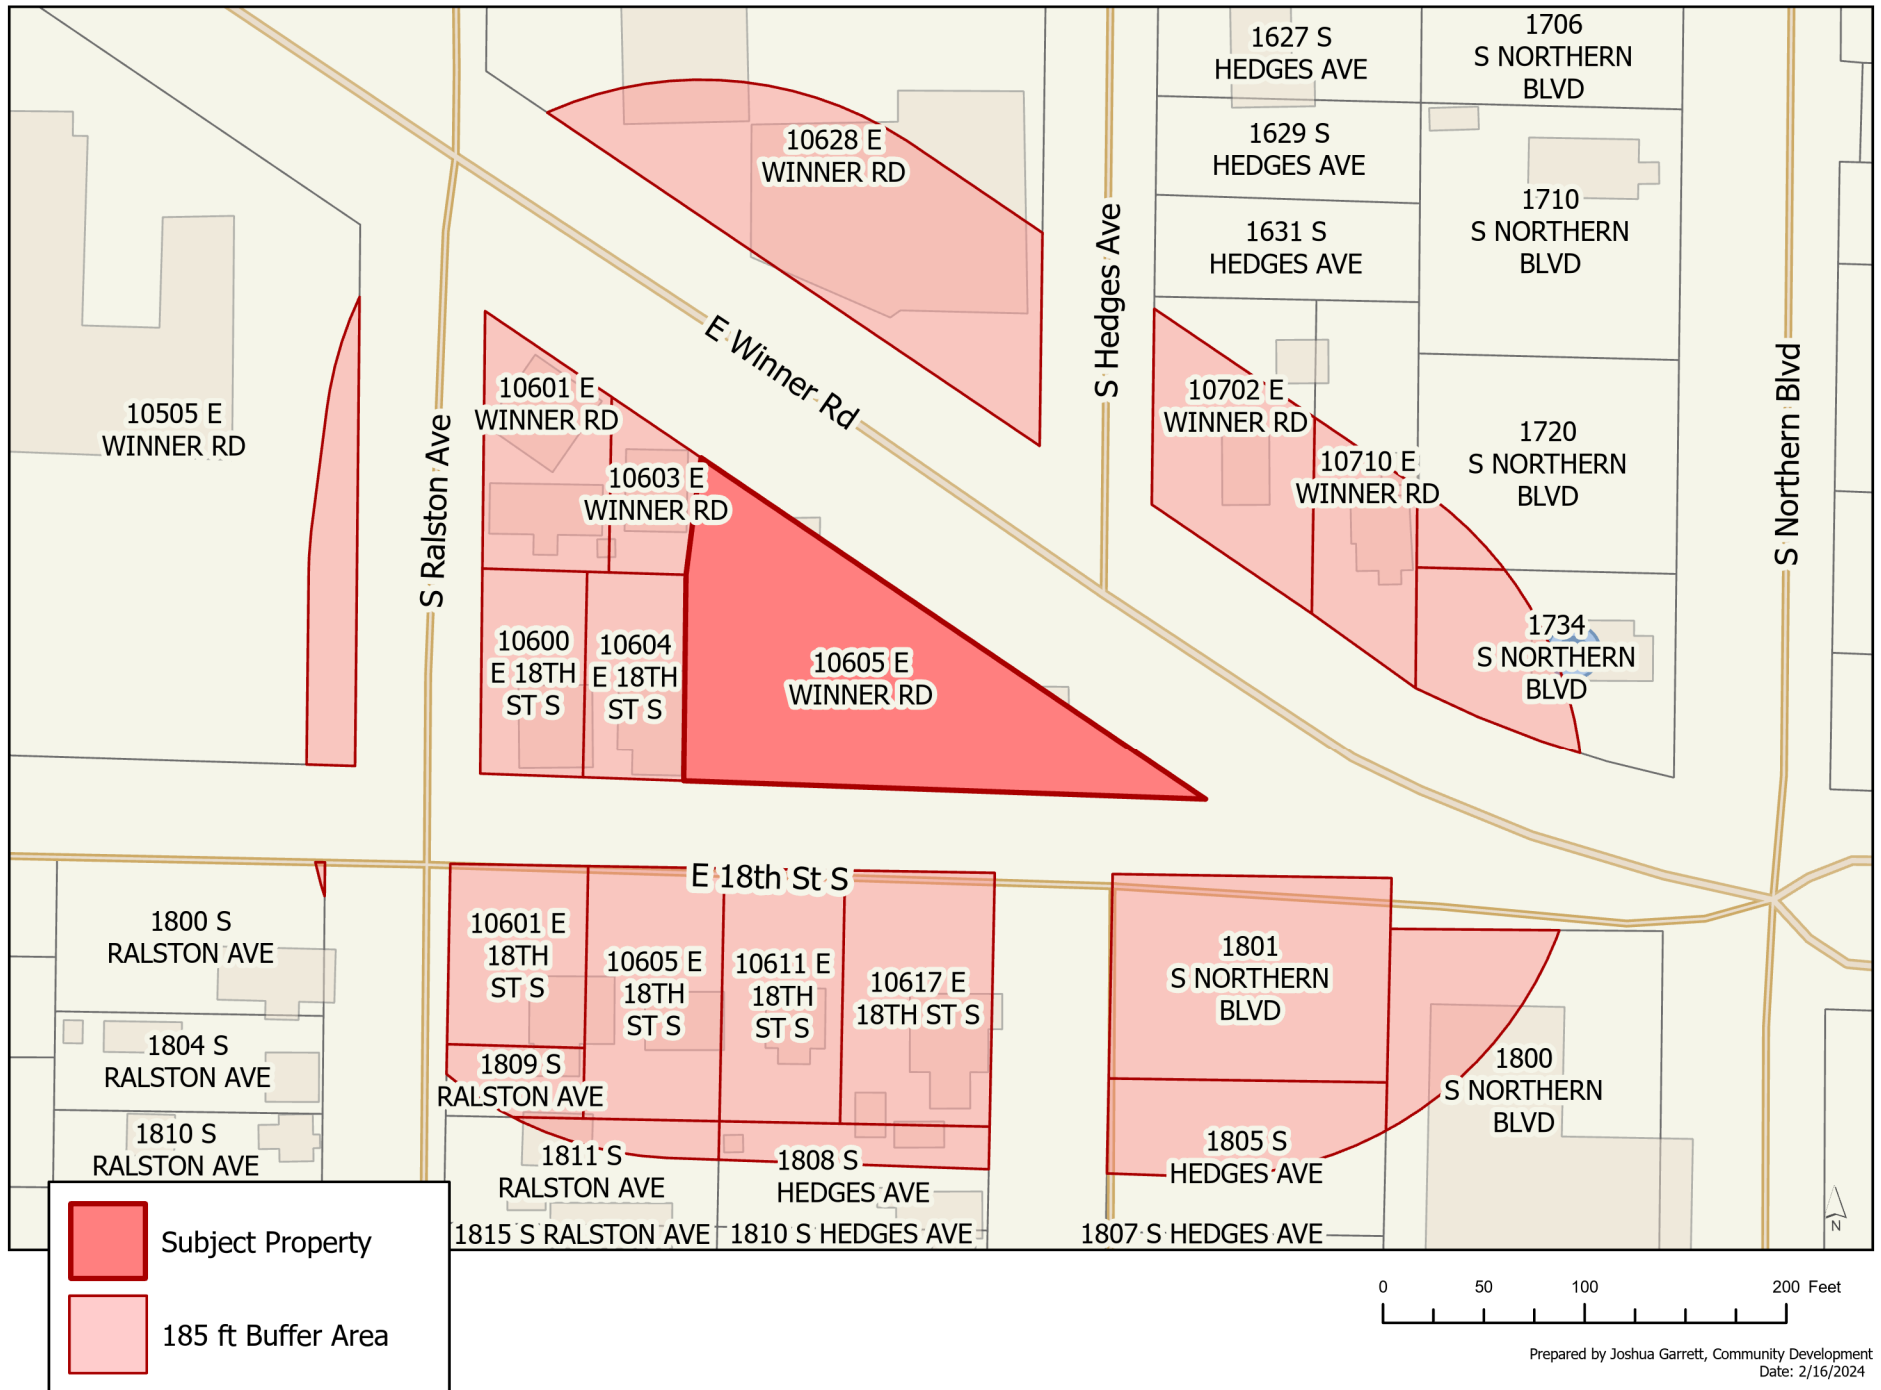 1627 S
HEDGES AVE
1706
S NORTHERN
BLVD
10628 E
WINNER RD
1629 S
HEDGES AVE
1710
S NORTHERN
BLVD
1631 S
HEDGES AVE
S Hedges Ave
E Winner Rd
S Northern Blvd
10505 E
WINNER RD
S Ralston Ave
10601 E
WINNER RD
10603 E
WINNER RD
10702 E
WINNER RD
10710 E
WINNER RD
1720
S NORTHERN
BLVD
10600
E 18TH
ST S
10604
E 18TH
ST S
10605 E
WINNER RD
1734
S NORTHERN
BLVD
E 18th St S
1800 S
RALSTON AVE
10601 E
18TH
ST S
10605 E
18TH
ST S
10611 E
18TH
ST S
10617 E
18TH ST S
1801
S NORTHERN
BLVD
1804 S
RALSTON AVE
1809 S
RALSTON AVE
1800
S NORTHERN
BLVD
1810 S
RALSTON AVE
1811 S
RALSTON AVE
1808 S
HEDGES AVE
1805 S
HEDGES AVE
1815 S RALSTON AVE
1810 S HEDGES AVE
1807 S HEDGES AVE
N
Subject Property
185 ft Buffer Area
0 50 100 200 Feet
Prepared by Joshua Garrett, Community Development
Date: 2/16/2024